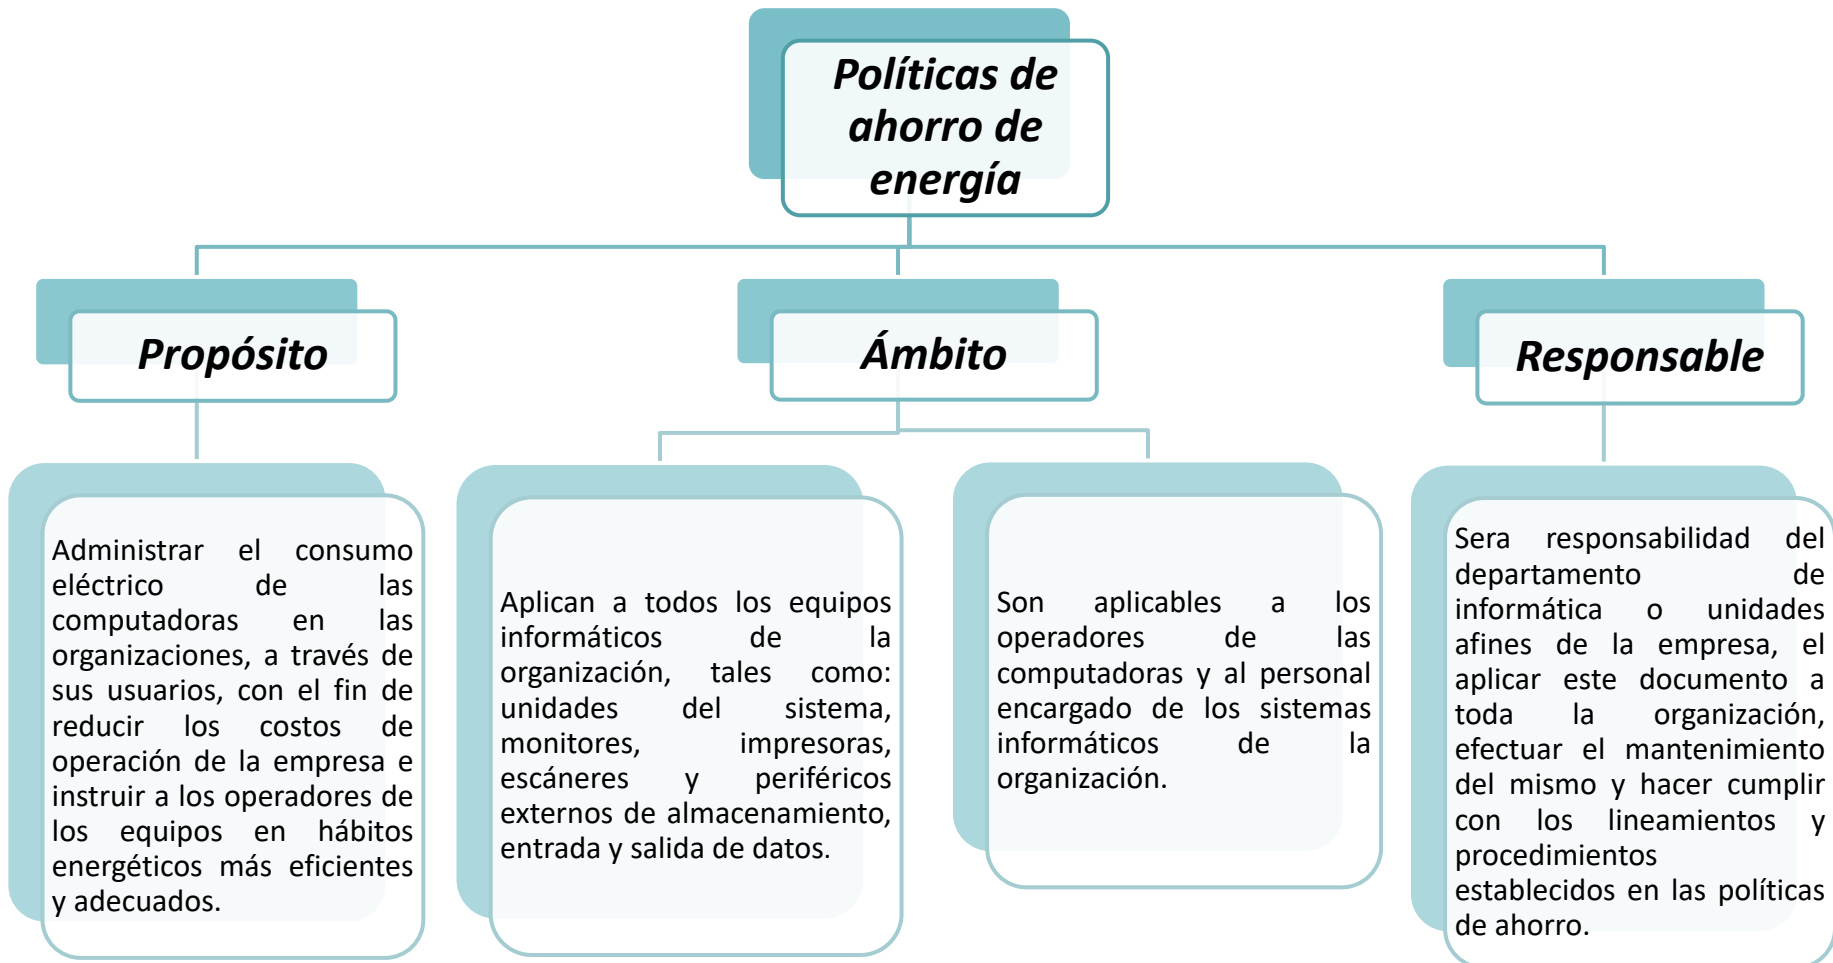 Políticas de
ahorro de
energía
Propósito
Ámbito
Responsable
Administrar el consumo
eléctrico de las
computadoras en las
organizaciones, a través de
sus usuarios, con el fin de
reducir los costos de
operación de la empresa e
instruir a los operadores de
los equipos en hábitos
energéticos más eficientes
y adecuados.
Aplican a todos los equipos
informáticos de la
organización, tales como:
unidades del sistema,
monitores, impresoras,
escáneres y periféricos
externos de almacenamiento,
entrada y salida de datos.
Son aplicables a los
operadores de las
computadoras y al personal
encargado de los sistemas
informáticos de la
organización.
Sera responsabilidad del
departamento de
informática o unidades
afines de la empresa, el
aplicar este documento a
toda la organización,
efectuar el mantenimiento
del mismo y hacer cumplir
con los lineamientos y
procedimientos
establecidos en las políticas
de ahorro.